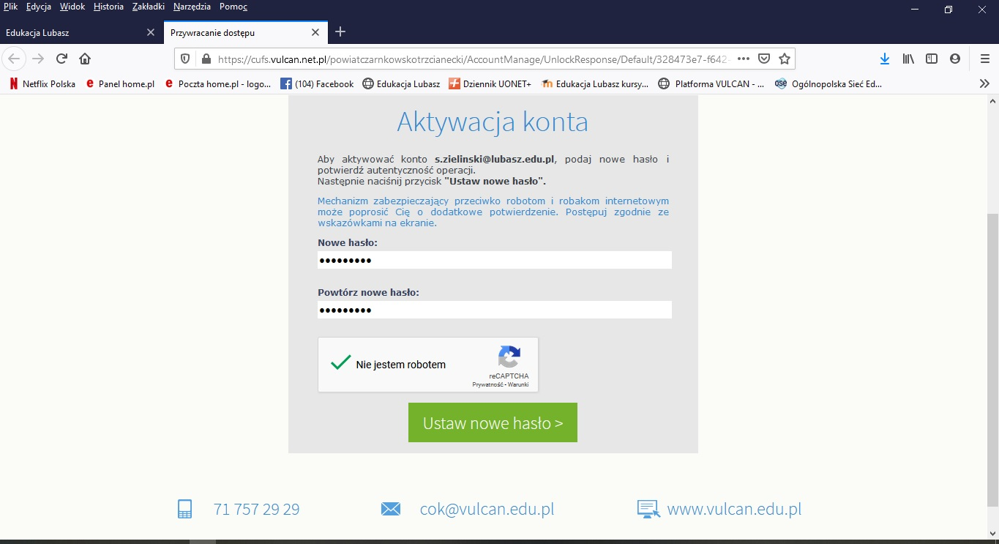 Plik Edycja Widok Historia Zakładki Narzędzia Pomoc
Edukacja Lubasz
Przywracanie dostępu
https://cufs.vulcan.net.pl/powiatczarnkowskotrzcianecki/AccountManage/UnlockResponse/Default/328473e7-f642-
Netflix Polska Panel home.pl Poczta home.pl - logo... (104) Facebook Edukacja Lubasz Dziennik UONET+ Edukacja Lubasz kursy... Platforma VULCAN - ... Ogólnopolska Sieć Ed...
Aktywacja konta
Aby aktywować konto s.zielinski@lubasz.edu.pl, podaj nowe hasło i
potwierdź autentyczność operacji.
Następnie naciśnij przycisk "Ustaw nowe hasło".
Mechanizm zabezpieczający przeciwko robotom i robakom internetowym
może poprosić Cię o dodatkowe potwierdzenie. Postępuj zgodnie ze
wskazówkami na ekranie.
Nowe hasło:
•••••••••
Powtórz nowe hasło:
•••••••••
Nie jestem robotem
reCAPTCHA
Prywatność - Warunki
Ustaw nowe hasło >
71 757 29 29
cok@vulcan.edu.pl
www.vulcan.edu.pl